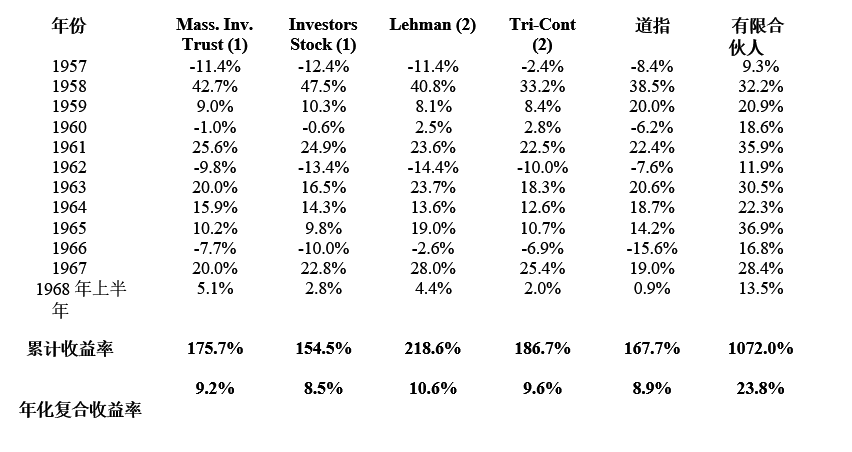 年份 Mass. Inv. Trust (1) Investors Stock (1) Lehman (2) Tri-Cont (2) 道指 有限合伙人
1957 -11.4% -12.4% -11.4% -2.4% -8.4% 9.3%
1958 42.7% 47.5% 40.8% 33.2% 38.5% 32.2%
1959 9.0% 10.3% 8.1% 8.4% 20.0% 20.9%
1960 -1.0% -0.6% 2.5% 2.8% -6.2% 18.6%
1961 25.6% 24.9% 23.6% 22.5% 22.4% 35.9%
1962 -9.8% -13.4% -14.4% -10.0% -7.6% 11.9%
1963 20.0% 16.5% 23.7% 18.3% 20.6% 30.5%
1964 15.9% 14.3% 13.6% 12.6% 18.7% 22.3%
1965 10.2% 9.8% 19.0% 10.7% 14.2% 36.9%
1966 -7.7% -10.0% -2.6% -6.9% -15.6% 16.8%
1967 20.0% 22.8% 28.0% 25.4% 19.0% 28.4%
1968 年上半年 5.1% 2.8% 4.4% 2.0% 0.9% 13.5%
累计收益率 175.7% 154.5% 218.6% 186.7% 167.7% 1072.0%
年化复合收益率 9.2% 8.5% 10.6% 9.6% 8.9% 23.8%